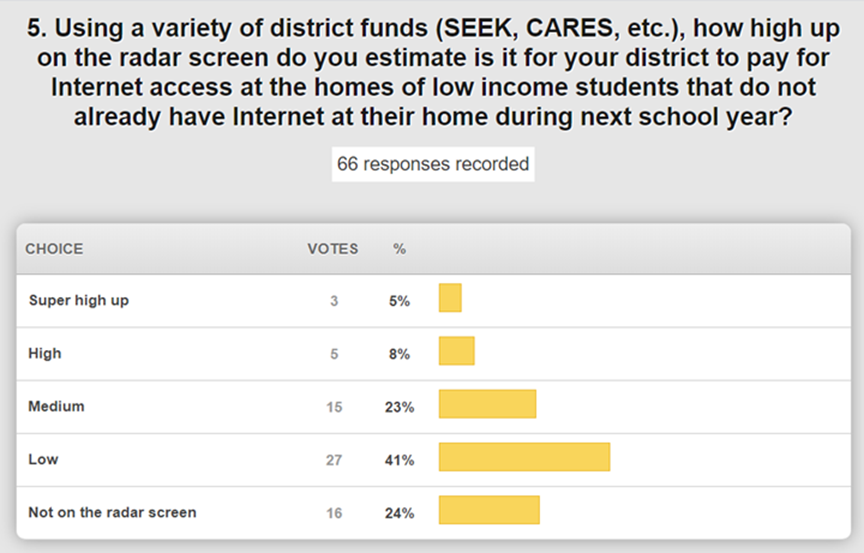 5. Using a variety of district funds (SEEK, CARES, etc.), how high up
on the radar screen do you estimate is it for your district to pay for
Internet access at the homes of low income students that do not
already have Internet at their home during next school year?
66 responses recorded
CHOICE VOTES %
Super high up 3 5%
High 5 8%
Medium 15 23%
Low 27 41%
Not on the radar screen 16 24%